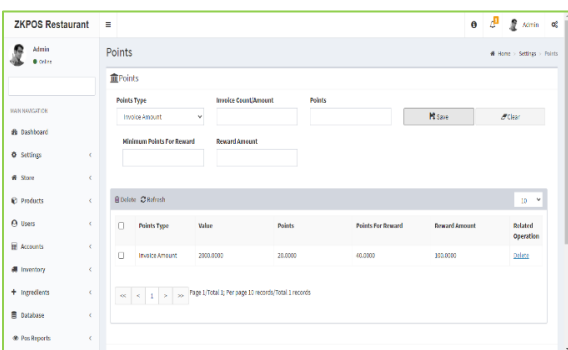 ZKPOS Restaurant
Admin
Admin
Online
Points
Home > Settings > Points
Points
MAIN NAVIGATION
Points Type
Invoice Count/Amount
Points
Invoice Amount
Save
Clear
Dashboard
Minimum Points For Reward
Reward Amount
Settings
Store
Products
Delete
Refresh
10
Users
Points Type
Value
Points
Points For Reward
Reward Amount
Related
Operation
Accounts
Invoice Amount
2000.0000
20.0000
40.0000
100.0000
Delete
Inventory
Ingredients
<< < 1 > >> Page 1/Total 1; Per page 10 records/Total 1 records
Database
Pos Reports